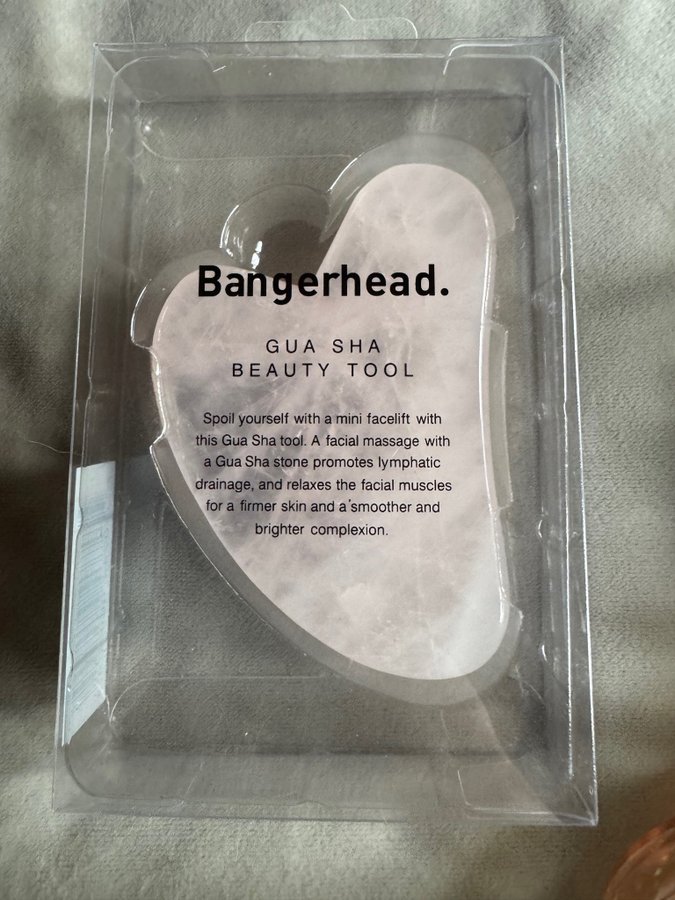 Bangerhead.
GUA SHA
BEAUTY TOOL
Spoil yourself with a mini facelift with
this Gua Sha tool. A facial massage with
a Gua Sha stone promotes lymphatic
drainage, and relaxes the facial muscles
for a firmer skin and a smoother and
brighter complexion.